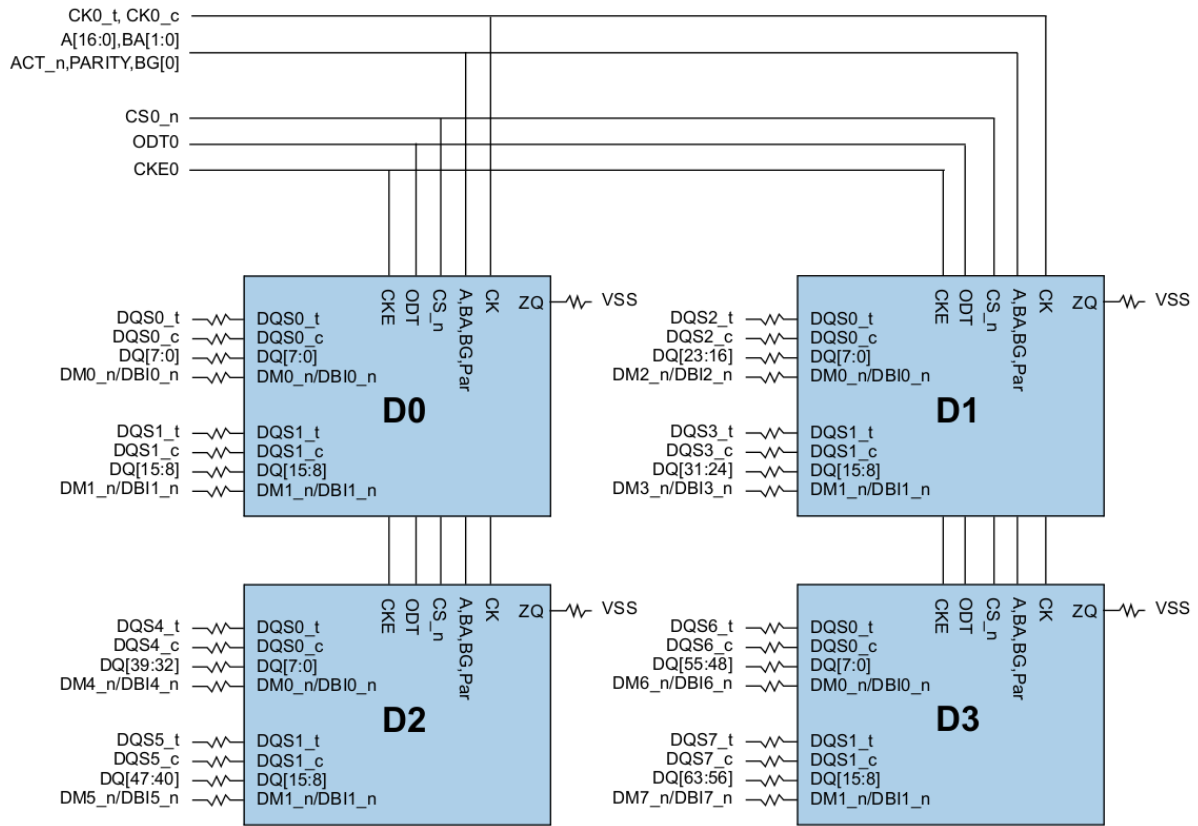 CK0_t, CK0_c
A[16:0],BA[1:0]
ACT_n,PARITY,BG[0]
CS0_n
ODT0
CKE0
CKE
ODT
CS_n
A,BA,BG,Par
CK
ZQ
VSS
DQS0_t
DQS0_c
DQ[7:0]
DM0_n/DBI0_n
DQS0_t
DQS0_c
DQ[7:0]
DM0_n/DBI0_n
D0
DQS1_t
DQS1_c
DQ[15:8]
DM1_n/DBI1_n
DQS1_t
DQS1_c
DQ[15:8]
DM1_n/DBI1_n
CKE
ODT
CS_n
A,BA,BG,Par
CK
ZQ
VSS
DQS2_t
DQS2_c
DQ[23:16]
DM2_n/DBI2_n
DQS0_t
DQS0_c
DQ[7:0]
DM0_n/DBI0_n
D1
DQS3_t
DQS3_c
DQ[31:24]
DM3_n/DBI3_n
DQS1_t
DQS1_c
DQ[15:8]
DM1_n/DBI1_n
CKE
ODT
CS_n
A,BA,BG,Par
CK
ZQ
VSS
DQS4_t
DQS4_c
DQ[39:32]
DM4_n/DBI4_n
DQS0_t
DQS0_c
DQ[7:0]
DM0_n/DBI0_n
D2
DQS5_t
DQS5_c
DQ[47:40]
DM5_n/DBI5_n
DQS1_t
DQS1_c
DQ[15:8]
DM1_n/DBI1_n
CKE
ODT
CS_n
A,BA,BG,Par
CK
ZQ
VSS
DQS6_t
DQS6_c
DQ[55:48]
DM6_n/DBI6_n
DQS0_t
DQS0_c
DQ[7:0]
DM0_n/DBI0_n
D3
DQS7_t
DQS7_c
DQ[63:56]
DM7_n/DBI7_n
DQS1_t
DQS1_c
DQ[15:8]
DM1_n/DBI1_n